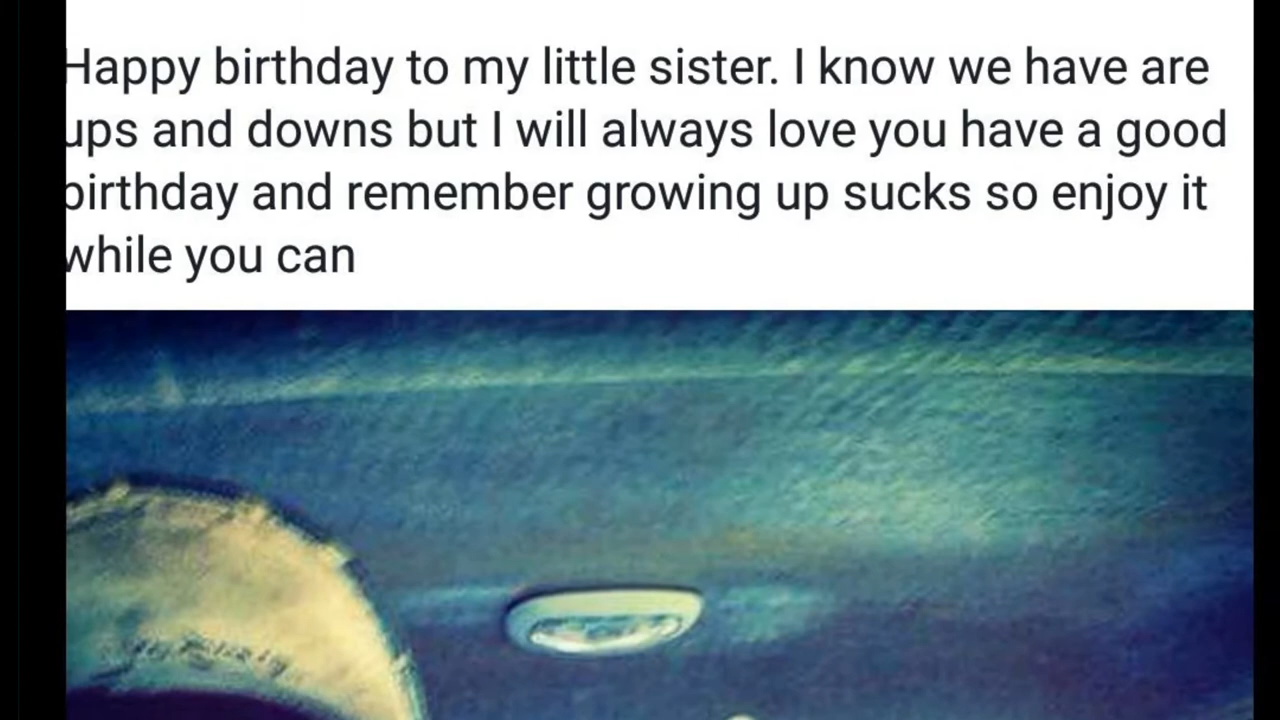 Happy birthday to my little sister. I know we have are
ups and downs but I will always love you have a good
birthday and remember growing up sucks so enjoy it
while you can